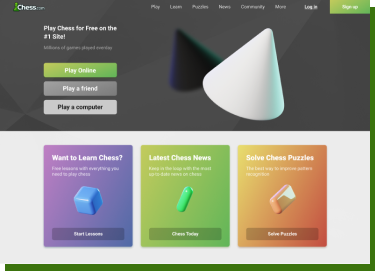 Chess.com
Play Learn Puzzles News Community More Log in Sign up
Play Chess for Free on the
#1 Site!
Millions of games played everday
Play Online
Play a friend
Play a computer
Want to Learn Chess?
Free lessons with everything you
need to play chess
Start Lessons
Latest Chess News
Keep in the loop with the most
up to date news on chess
Chess Today
Solve Chess Puzzles
The best way to improve pattern
recognition
Solve Puzzles